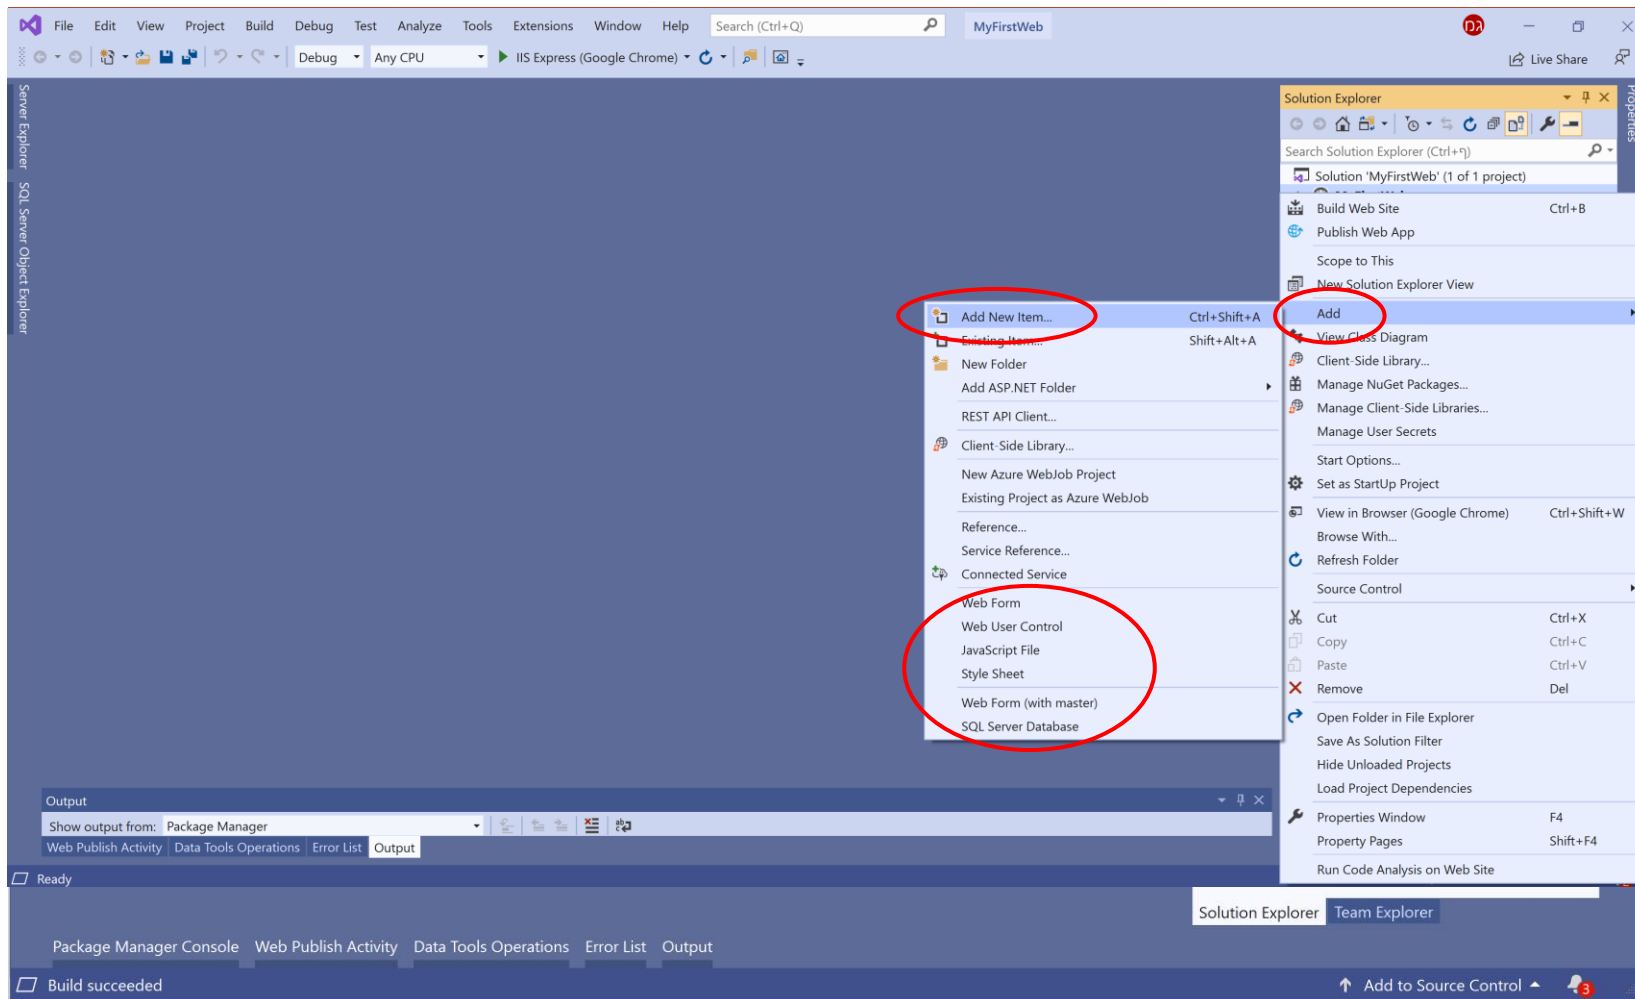 File Edit View Project Build Debug Test Analyze Tools Extensions Window Help Search (Ctrl+Q) MyFirstWeb גמ
Debug Any CPU IIS Express (Google Chrome) Live Share
Server Explorer
SQL Server Object Explorer
Solution Explorer
Search Solution Explorer (Ctrl+ף)
Solution 'MyFirstWeb' (1 of 1 project)
Properties
Build Web Site Ctrl+B
Publish Web App
Scope to This
New Solution Explorer View
Add
View Class Diagram
Client-Side Library...
Manage NuGet Packages...
Manage Client-Side Libraries...
Manage User Secrets
Start Options...
Set as StartUp Project
View in Browser (Google Chrome) Ctrl+Shift+W
Browse With...
Refresh Folder
Source Control
Cut Ctrl+X
Copy Ctrl+C
Paste Ctrl+V
Remove Del
Open Folder in File Explorer
Save As Solution Filter
Hide Unloaded Projects
Load Project Dependencies
Properties Window F4
Property Pages Shift+F4
Run Code Analysis on Web Site
Add New Item... Ctrl+Shift+A
Existing Item... Shift+Alt+A
New Folder
Add ASP.NET Folder
REST API Client...
Client-Side Library...
New Azure WebJob Project
Existing Project as Azure WebJob
Reference...
Service Reference...
Connected Service
Web Form
Web User Control
JavaScript File
Style Sheet
Web Form (with master)
SQL Server Database
Output
Show output from: Package Manager
Web Publish Activity Data Tools Operations Error List Output
Ready
Solution Explorer Team Explorer
Package Manager Console Web Publish Activity Data Tools Operations Error List Output
Build succeeded Add to Source Control 3